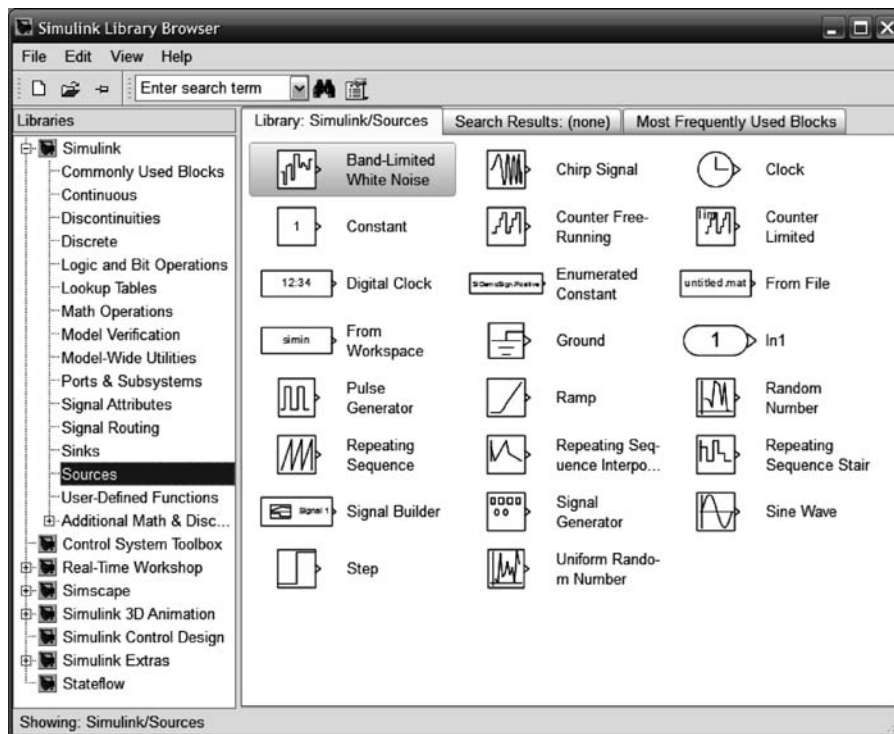 Simulink Library Browser
File Edit View Help
Enter search term
Libraries
Simulink
Commonly Used Blocks
Continuous
Discontinuities
Discrete
Logic and Bit Operations
Lookup Tables
Math Operations
Model Verification
Model-Wide Utilities
Ports & Subsystems
Signal Attributes
Signal Routing
Sinks
Sources
User-Defined Functions
Additional Math & Disc...
Control System Toolbox
Real-Time Workshop
Simscape
Simulink 3D Animation
Simulink Control Design
Simulink Extras
Stateflow
Library: Simulink/Sources
Search Results: (none)
Most Frequently Used Blocks
Band-Limited
White Noise
Chirp Signal
Clock
1
Constant
Counter Free-
Running
lim
Counter
Limited
12:34
Digital Clock
Enumerated
Constant
untitled.mat
From File
simin
From
Workspace
Ground
1
In1
Pulse
Generator
Ramp
Random
Number
Repeating
Sequence
Repeating Seq-
uence Interpo...
Repeating
Sequence Stair
Signal 1
Signal Builder
Signal
Generator
Sine Wave
Step
Uniform Rando-
m Number
Showing: Simulink/Sources